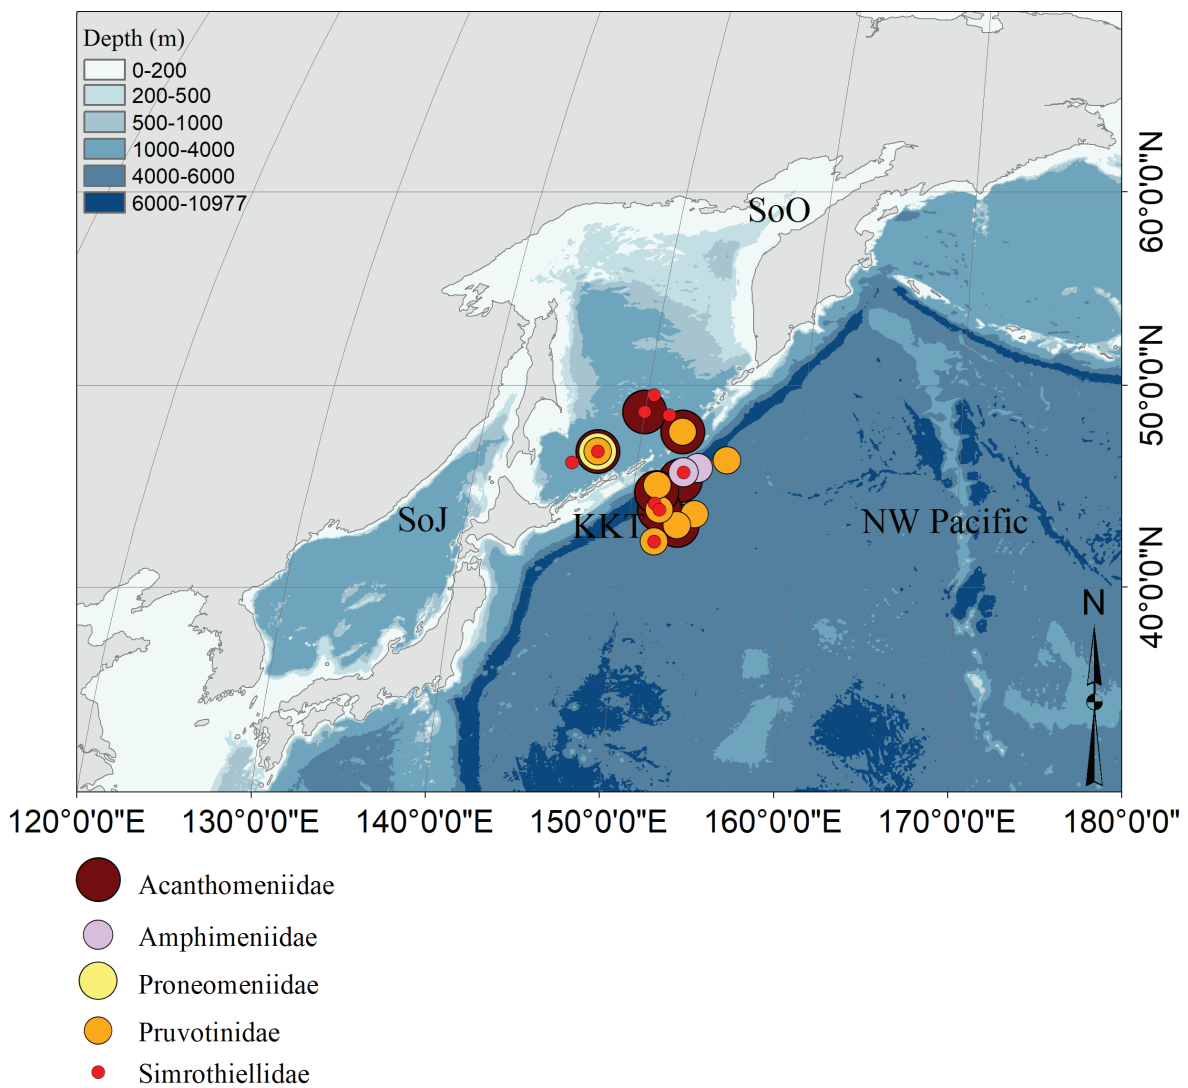 Depth (m)
0-200
200-500
500-1000
1000-4000
4000-6000
6000-10977
SoO
SoJ
KKT
NW Pacific
N
60°0'0"N
50°0'0"N
40°0'0"N
120°0'0"E
130°0'0"E
140°0'0"E
150°0'0"E
160°0'0"E
170°0'0"E
180°0'0"
Acanthomeniidae
Amphimeniidae
Proneomeniidae
Pruvotinidae
Simrothiellidae